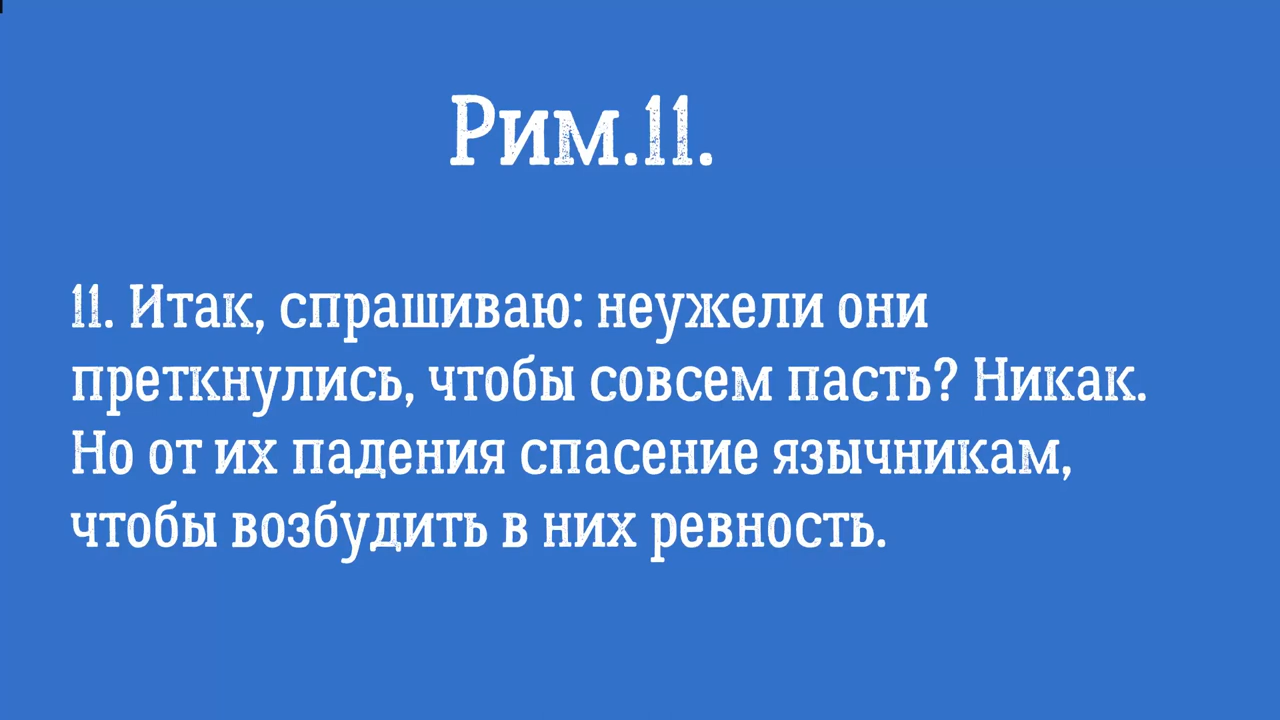 Рим.11.
11. Итак, спрашиваю: неужели они
преткнулись, чтобы совсем пасть? Никак.
Но от их падения спасение язычникам,
чтобы возбудить в них ревность.